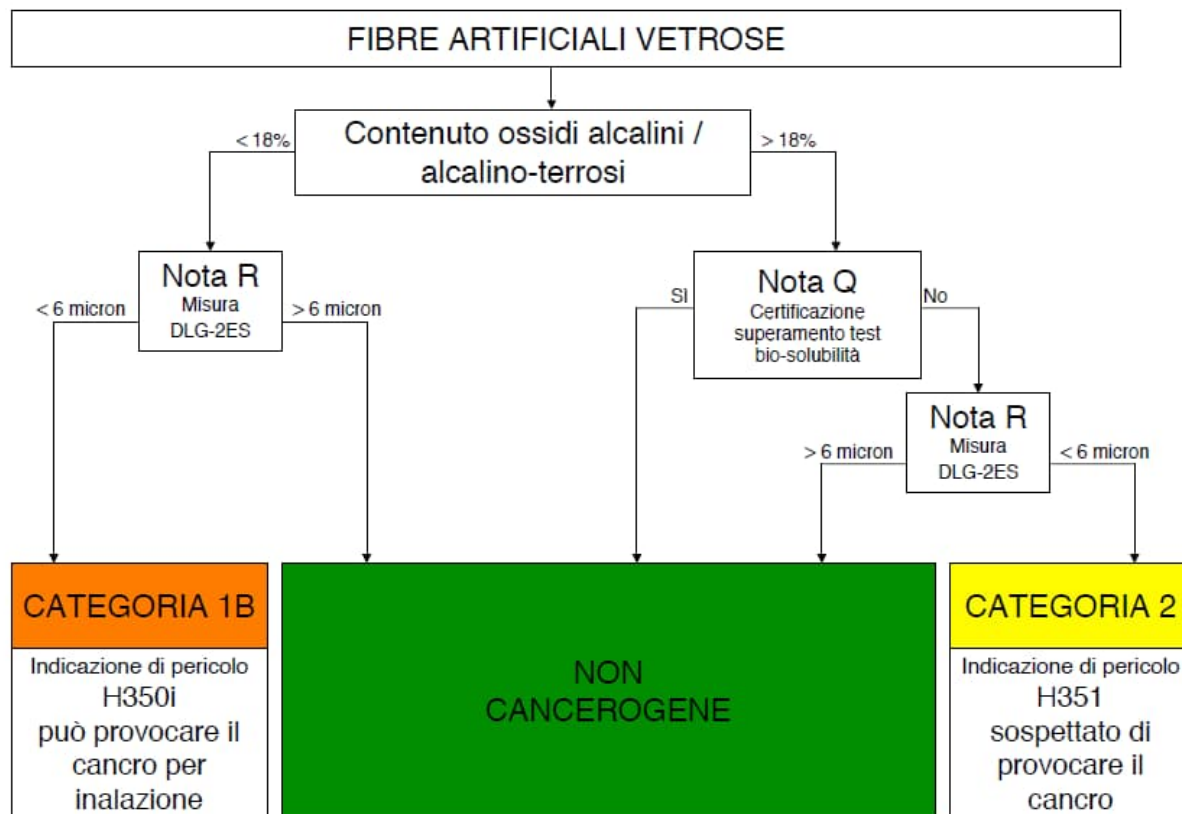 FIBRE ARTIFICIALI VETROSE
< 18%
Contenuto ossidi alcalini /
alcalino-terrosi
> 18%
< 6 micron
Nota R
Misura
DLG-2ES
> 6 micron
SI
Nota Q
Certificazione
superamento test
bio-solubilità
No
> 6 micron
Nota R
Misura
DLG-2ES
< 6 micron
CATEGORIA 1B
Indicazione di pericolo
H350i
può provocare il
cancro per
inalazione
NON
CANCEROGENE
CATEGORIA 2
Indicazione di pericolo
H351
sospettato di
provocare il
cancro